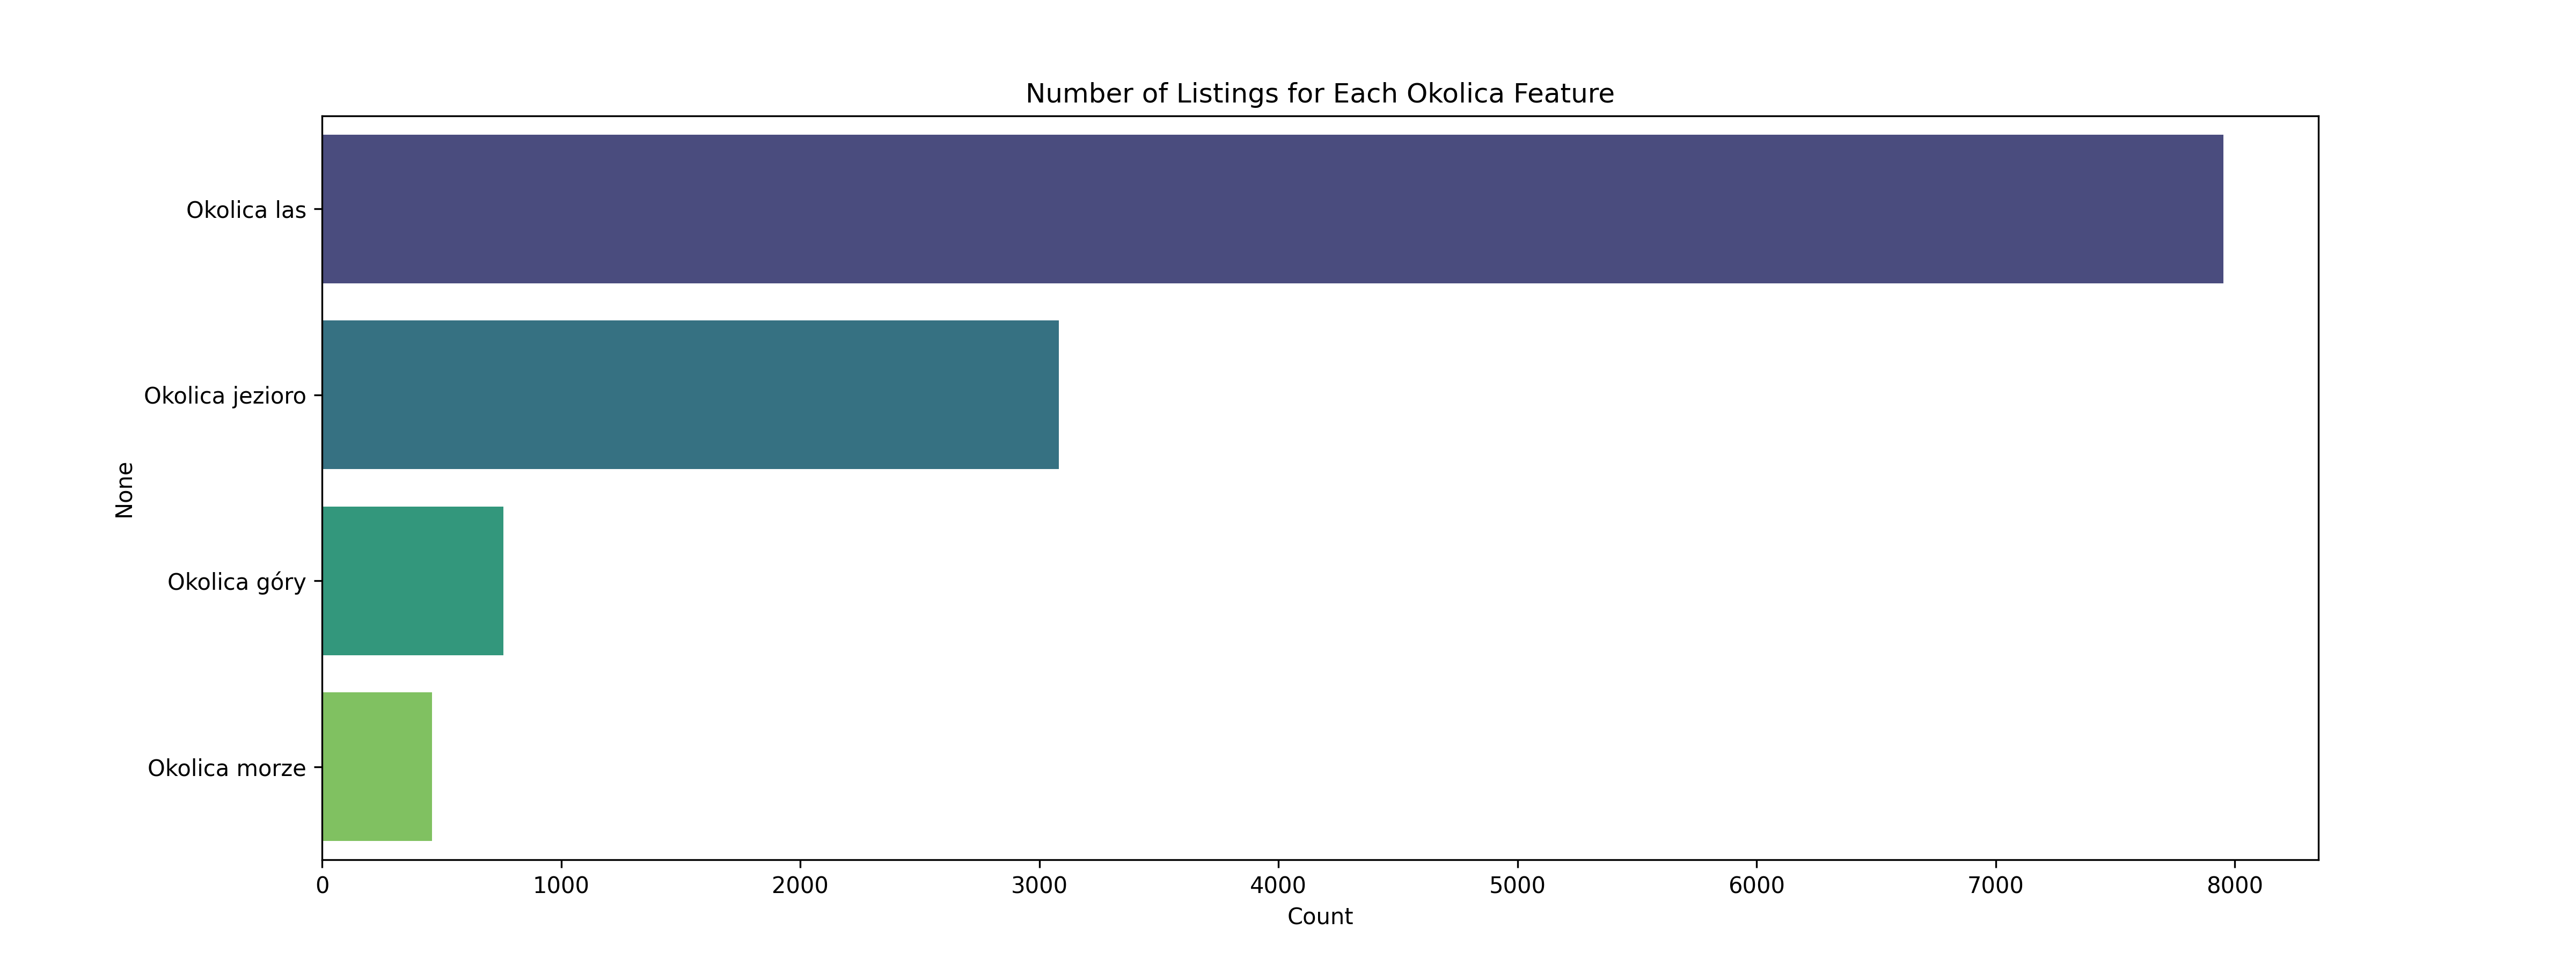 Number of Listings for Each Okolica Feature
Okolica las
Okolica jezioro
Okolica góry
Okolica morze
None
0 1000 2000 3000 4000 5000 6000 7000 8000
Count